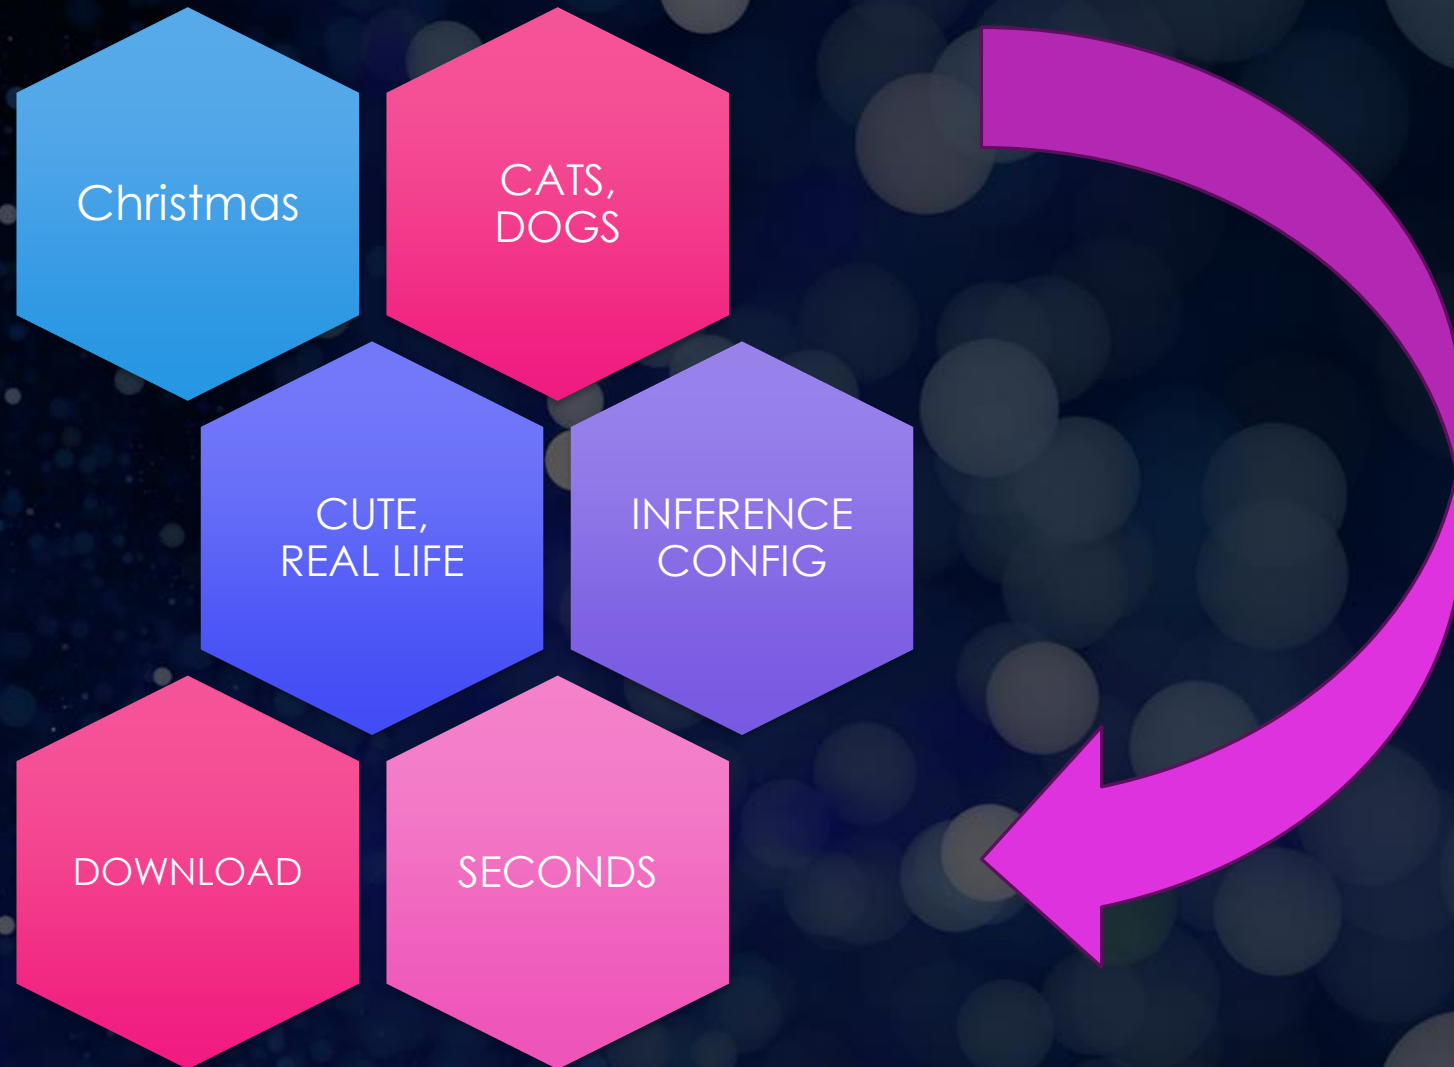 Christmas
CATS,
DOGS
CUTE,
REAL LIFE
INFERENCE
CONFIG
DOWNLOAD
SECONDS